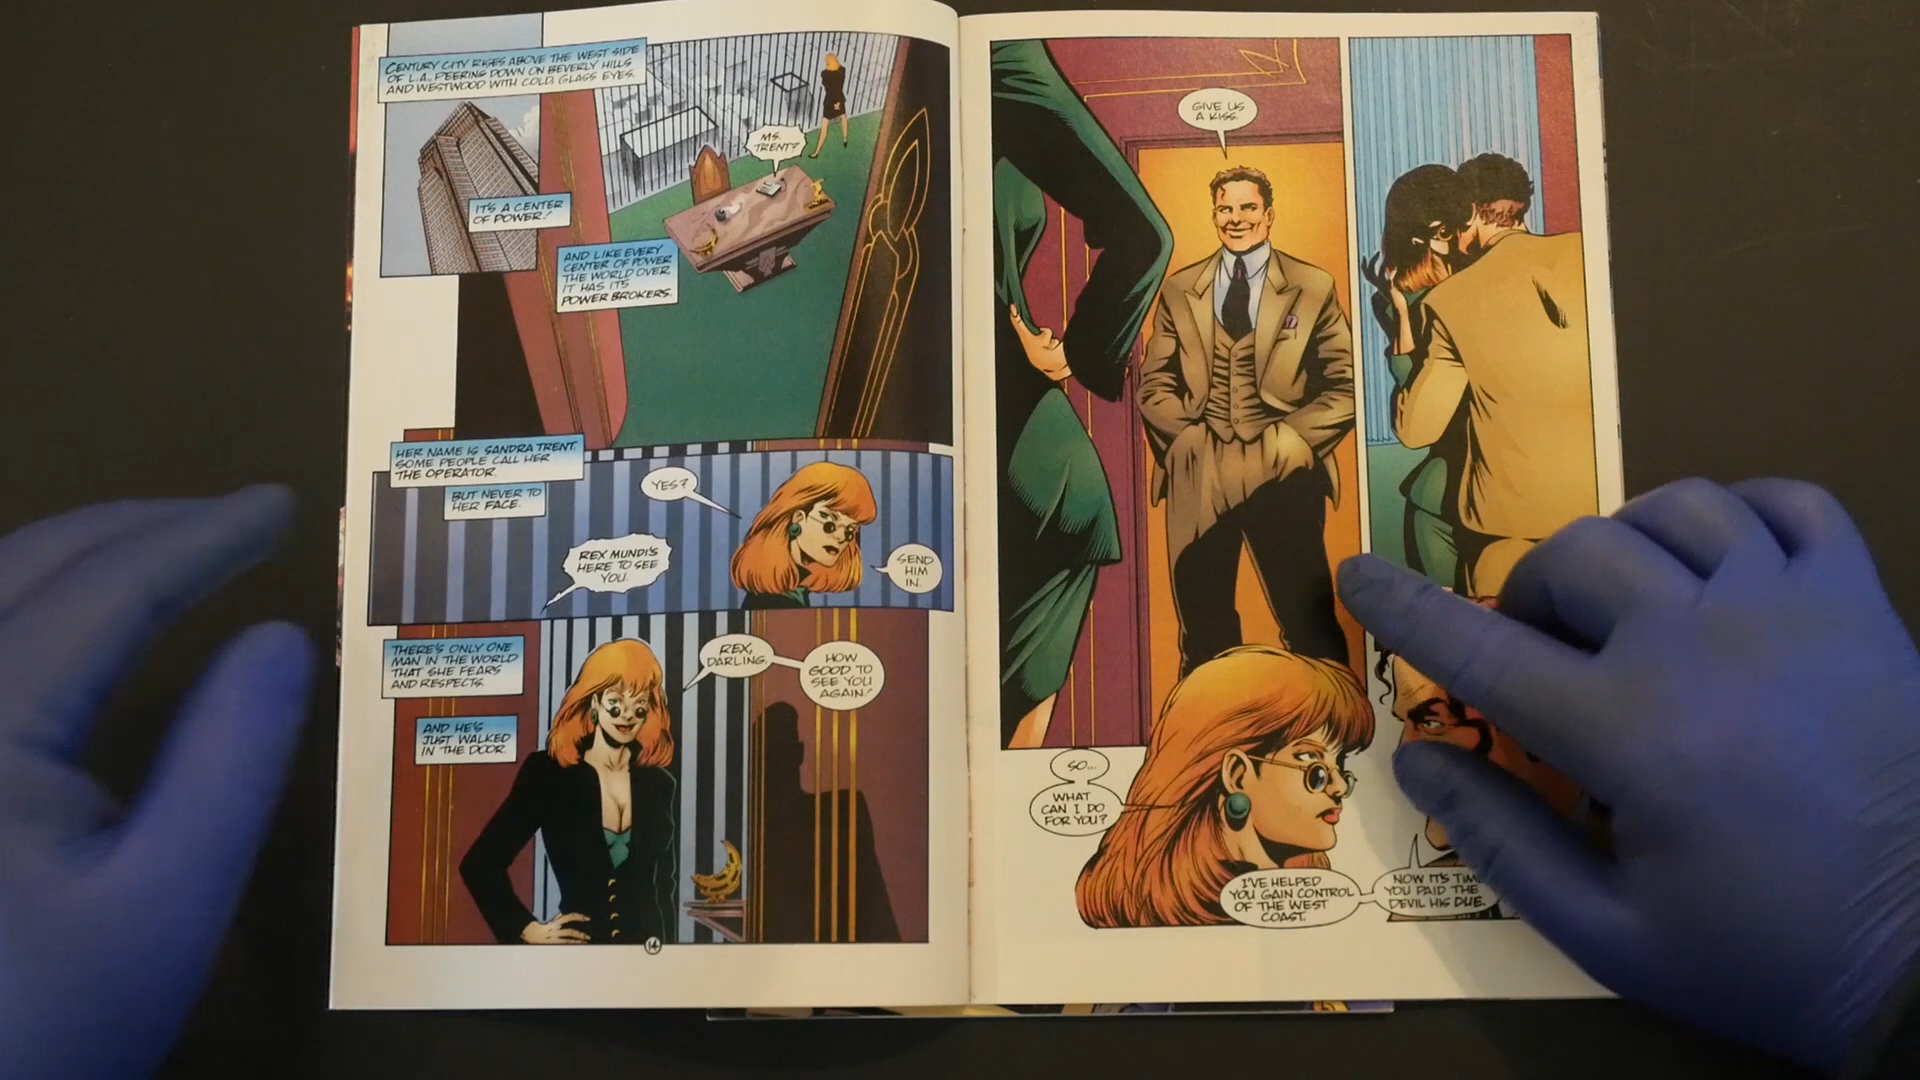 CENTURY CITY RISES ABOVE THE WEST SIDE
OF L.A., PEERING DOWN ON BEVERLY HILLS
AND WESTWOOD WITH COLD, GLASS EYES.
IT'S A CENTER
OF POWER!
MS.
TRENT?
AND LIKE EVERY
CENTER OF POWER
THE WORLD OVER,
IT HAS ITS
POWER BROKERS.
HER NAME IS SANDRA TRENT.
SOME PEOPLE CALL HER
THE OPERATOR.
BUT NEVER TO
HER FACE.
YES?
REX MUNDI'S
HERE TO SEE
YOU.
SEND
HIM
IN.
THERE'S ONLY ONE
MAN IN THE WORLD
THAT SHE FEARS
AND RESPECTS.
AND HE'S
JUST WALKED
IN THE DOOR.
REX,
DARLING.
HOW
GOOD TO
SEE YOU
AGAIN!
14
GIVE US
A KISS.
SO...
WHAT
CAN I DO
FOR YOU?
I'VE HELPED
YOU GAIN CONTROL
OF THE WEST
COAST.
NOW IT'S
YOU PAID THE
DEVIL HIS DUE.